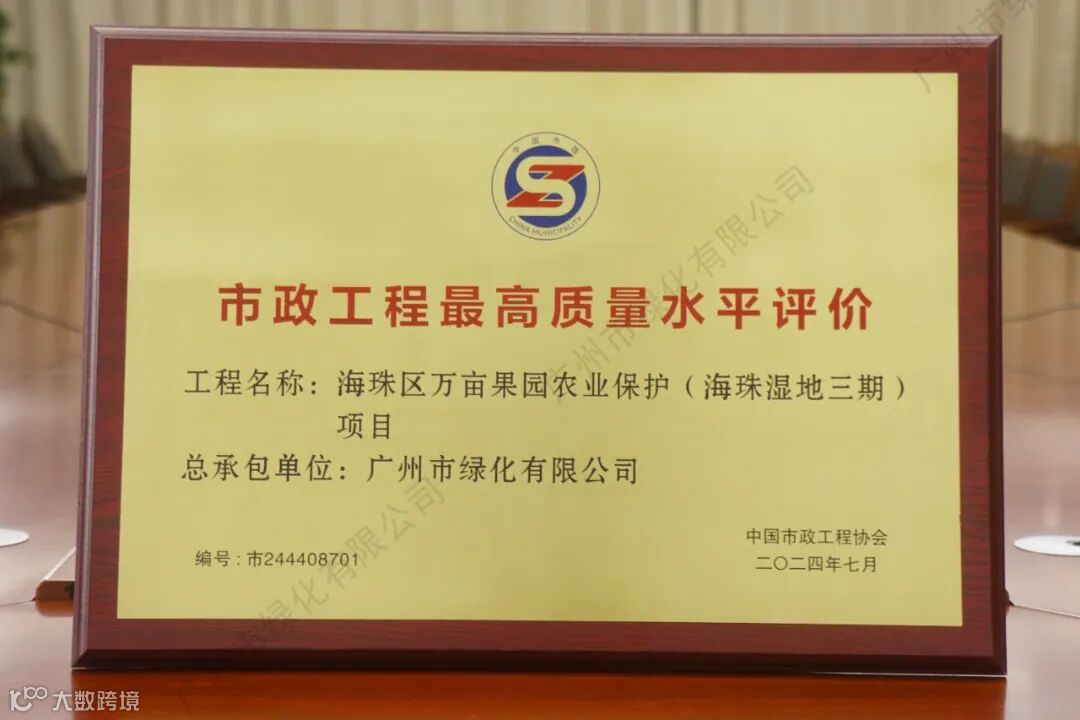 中国市政
CHINA MUNICIPALITY
市政工程最高质量水平评价
工程名称：海珠区万亩果园农业保护（海珠湿地三期）
项目
总承包单位：广州市绿化有限公司
编号：市244408701
中国市政工程协会
二〇二四年七月
广州市绿化有限公司
大数跨境